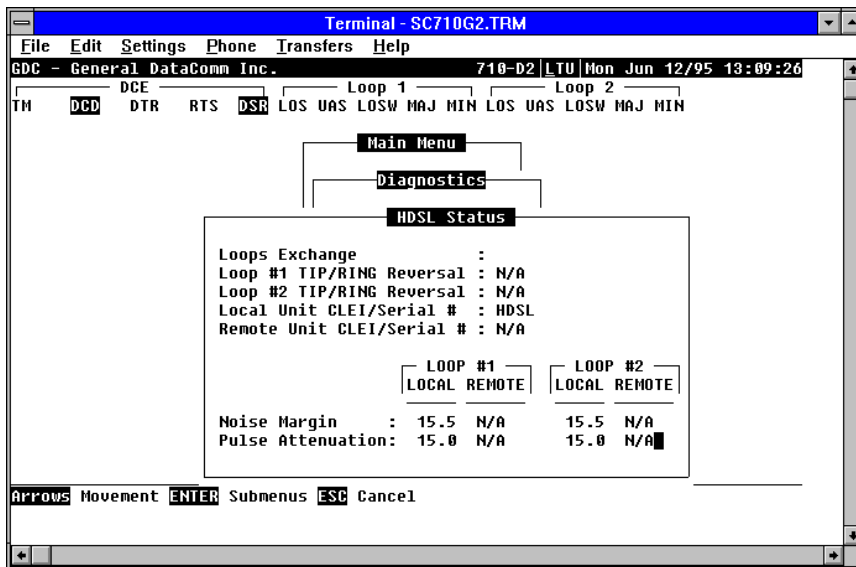 Terminal - SC710G2.TRM
File Edit Settings Phone Transfers Help
GDC - General DataComm Inc. 710-D2|LTU|Mon Jun 12/95 13:09:26
DCE Loop 1 Loop 2
TM DCD DTR RTS DSR LOS UAS LOSW MAJ MIN LOS UAS LOSW MAJ MIN
Main Menu
Diagnostics
HDSL Status
Loops Exchange :
Loop #1 TIP/RING Reversal : N/A
Loop #2 TIP/RING Reversal : N/A
Local Unit CLEI/Serial # : HDSL
Remote Unit CLEI/Serial # : N/A
LOOP #1 LOOP #2
LOCAL REMOTE LOCAL REMOTE
Noise Margin : 15.5 N/A 15.5 N/A
Pulse Attenuation: 15.0 N/A 15.0 N/A
Arrows Movement ENTER Submenus ESC Cancel